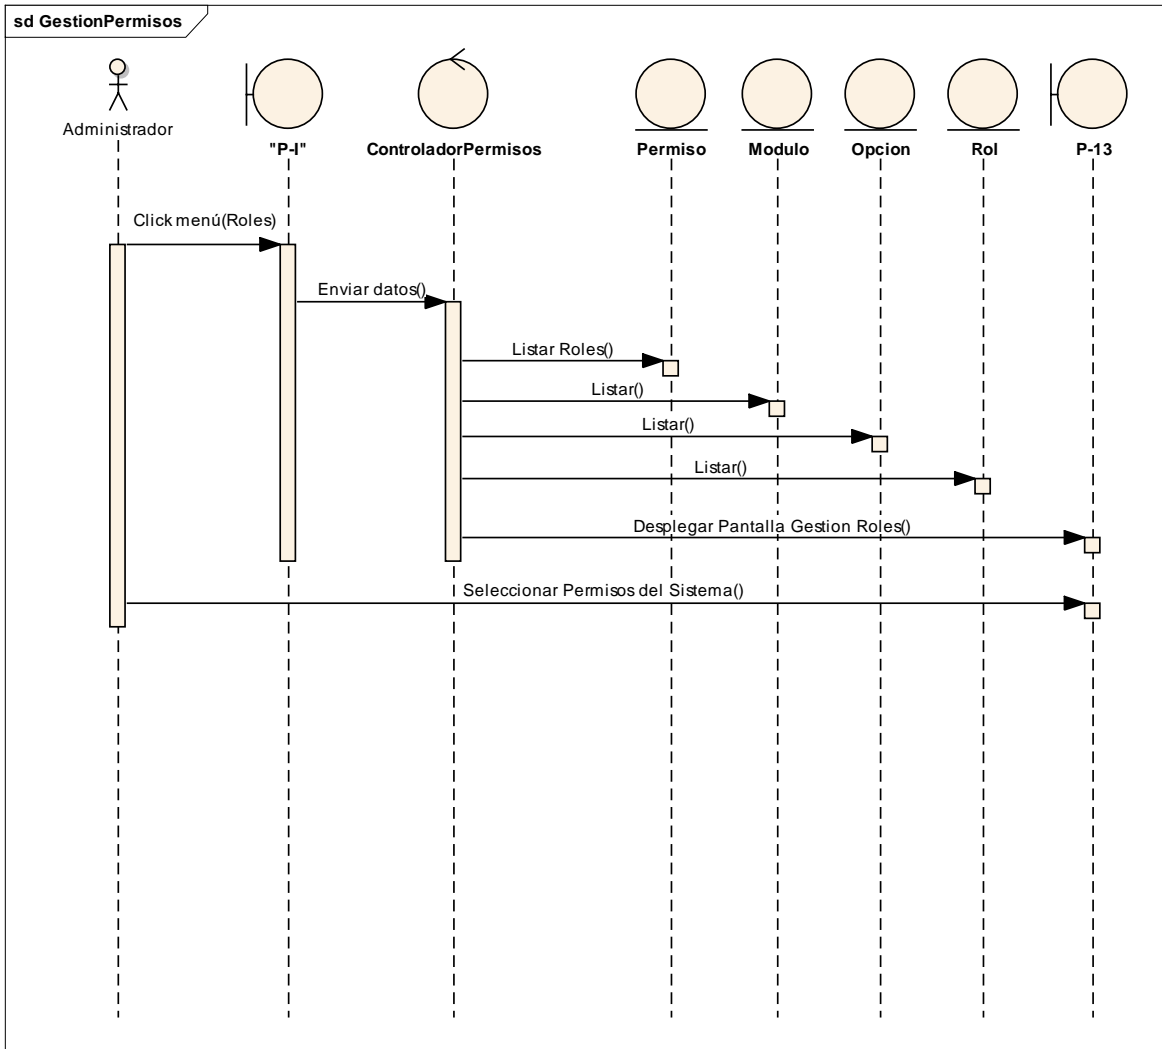 sd GestionPermisos
Administrador
"P-I"
ControladorPermisos
Permiso
Modulo
Opcion
Rol
P-13
Click menú(Roles)
Enviar datos()
Listar Roles()
Listar()
Listar()
Listar()
Desplegar Pantalla Gestion Roles()
Seleccionar Permisos del Sistema()